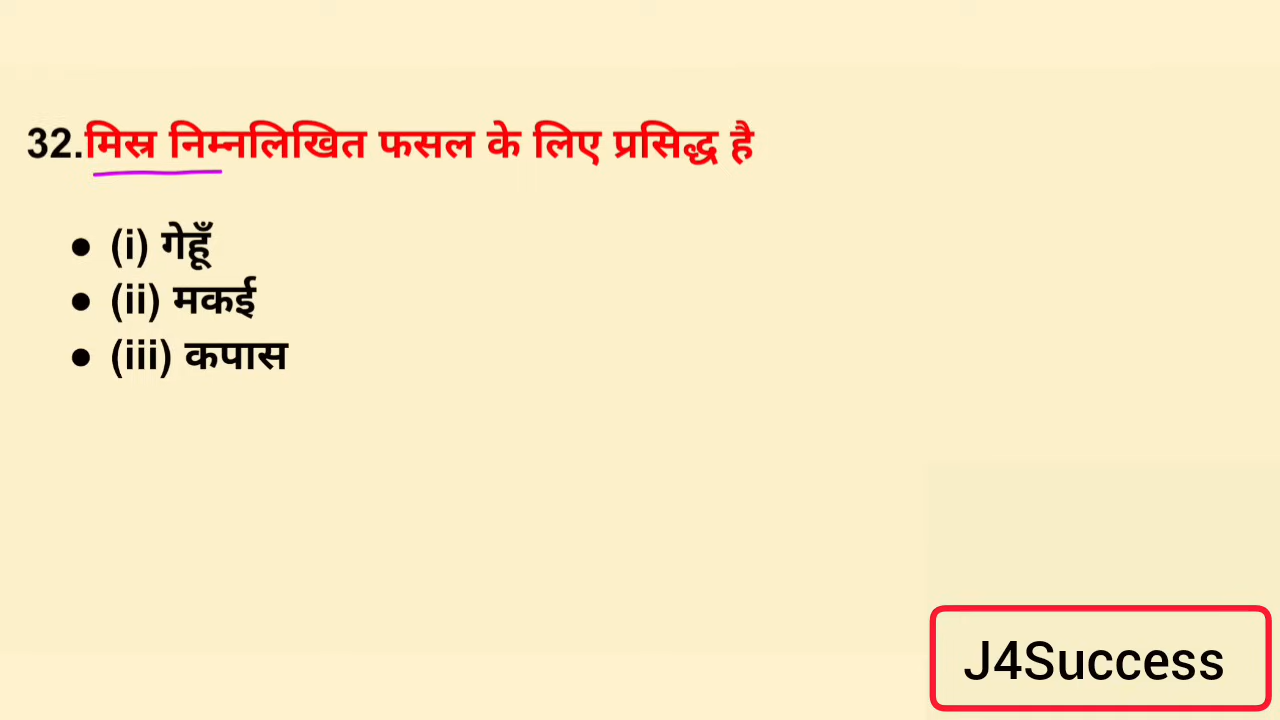 32.मिस्र निम्नलिखित फसल के लिए प्रसिद्ध है
● (i) गेहूँ
● (ii) मकई
● (iii) कपास
J4Success